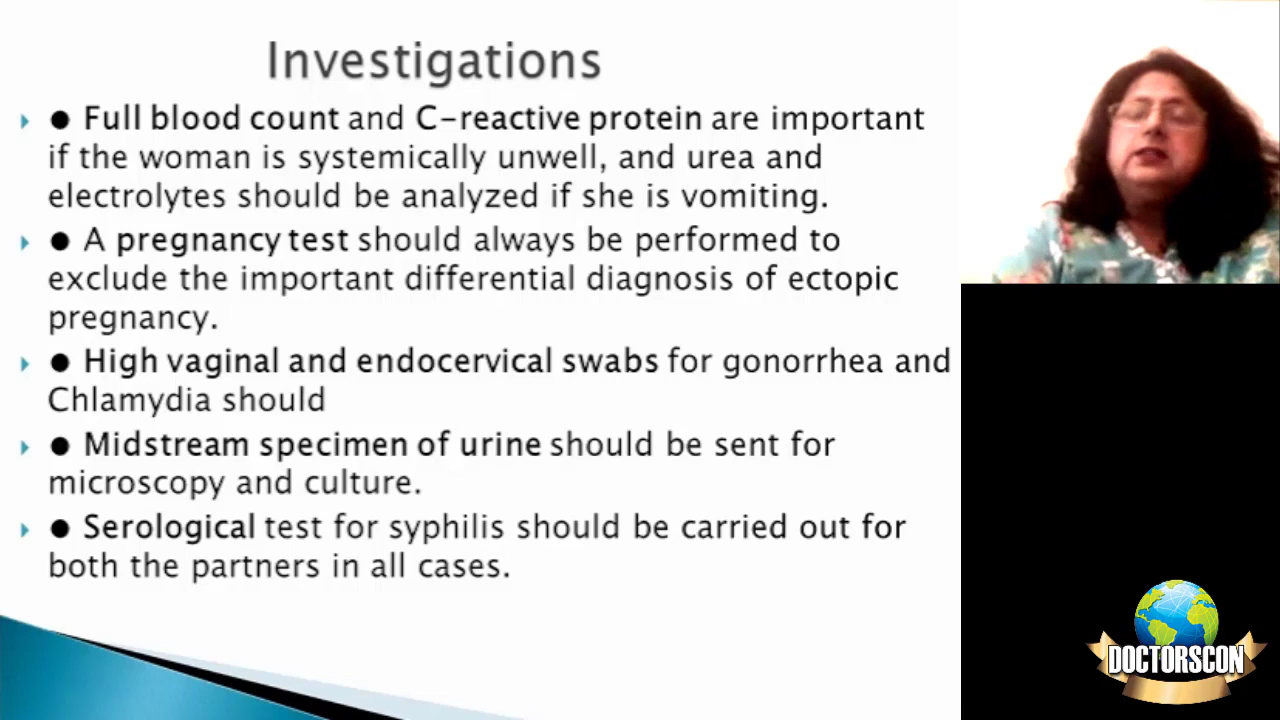 Investigations
● Full blood count and C-reactive protein are important
if the woman is systemically unwell, and urea and
electrolytes should be analyzed if she is vomiting.
● A pregnancy test should always be performed to
exclude the important differential diagnosis of ectopic
pregnancy.
● High vaginal and endocervical swabs for gonorrhea and
Chlamydia should
● Midstream specimen of urine should be sent for
microscopy and culture.
● Serological test for syphilis should be carried out for
both the partners in all cases.
DOCTORSCON